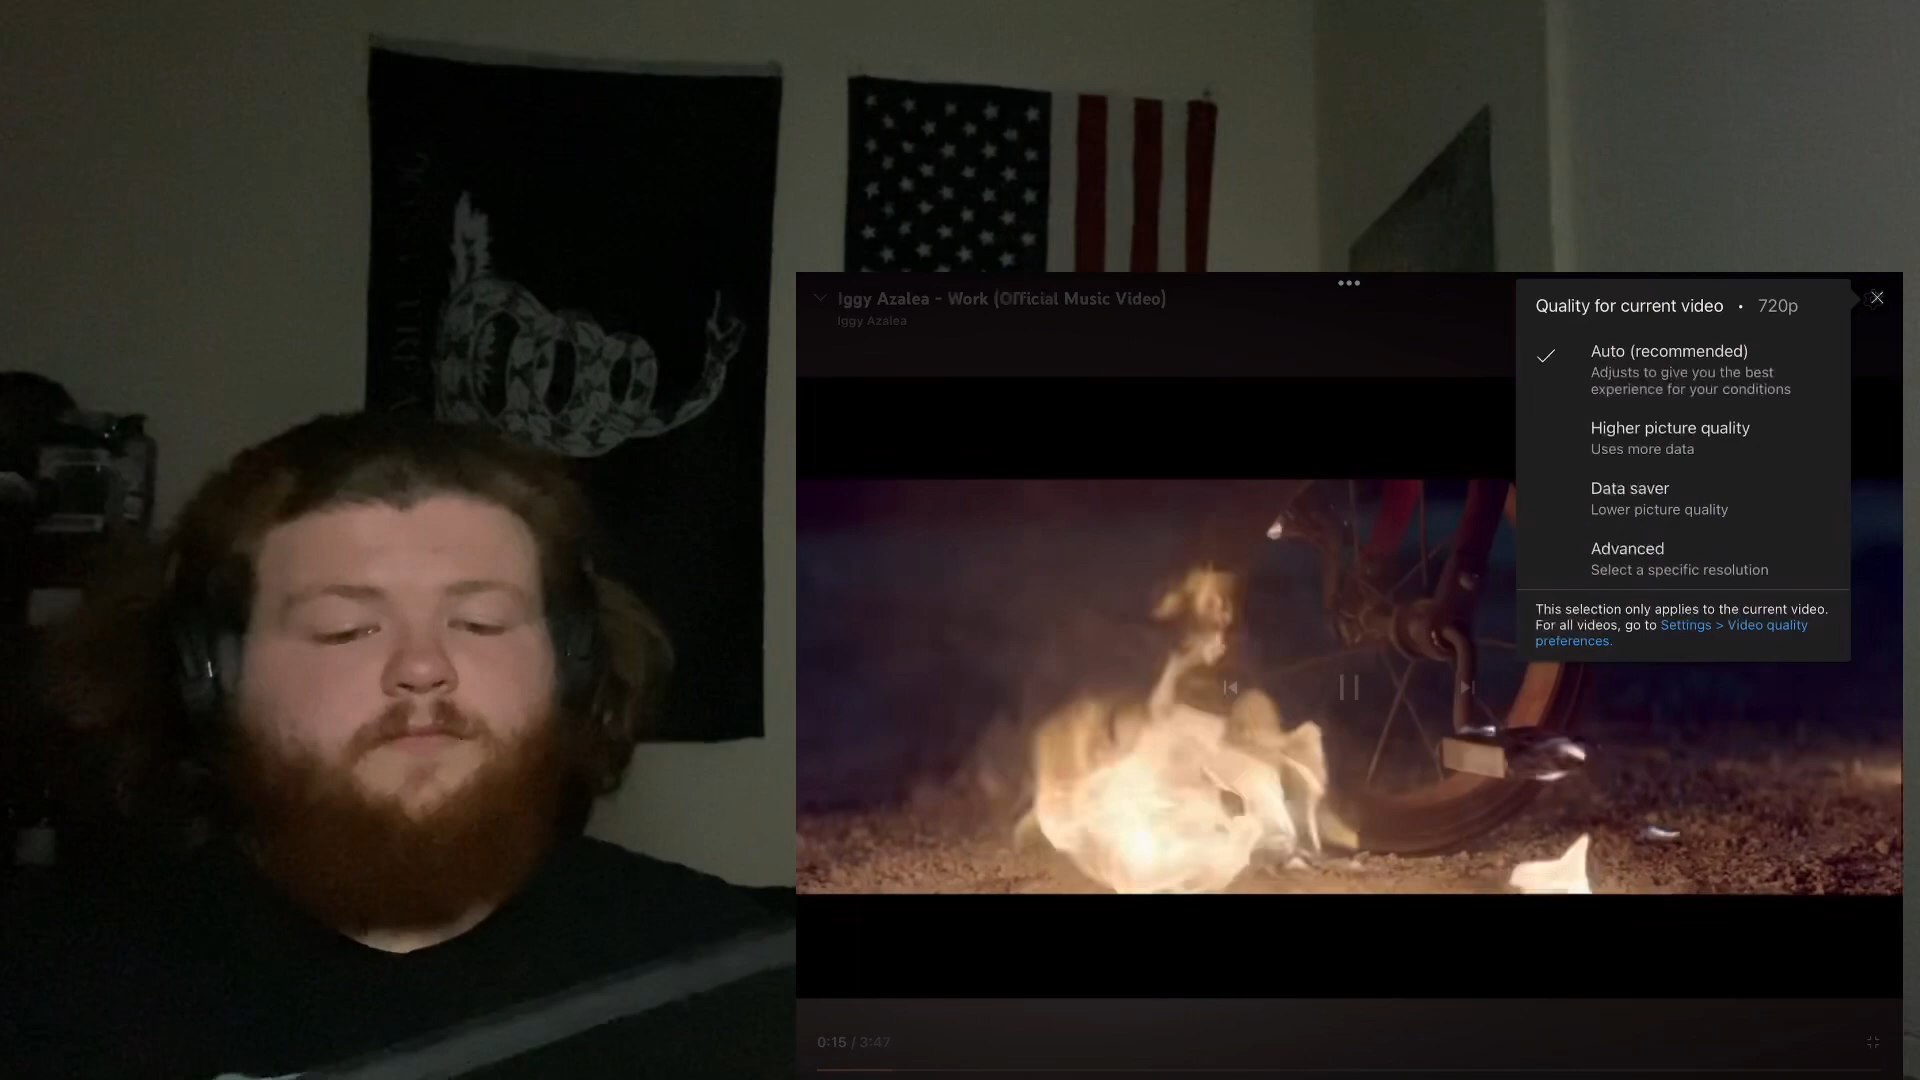 Iggy Azalea - Work (Official Music Video)
Iggy Azalea
Quality for current video • 720p
Auto (recommended)
Adjusts to give you the best
experience for your conditions
Higher picture quality
Uses more data
Data saver
Lower picture quality
Advanced
Select a specific resolution
This selection only applies to the current video.
For all videos, go to Settings > Video quality
preferences.
0:15 / 3:47